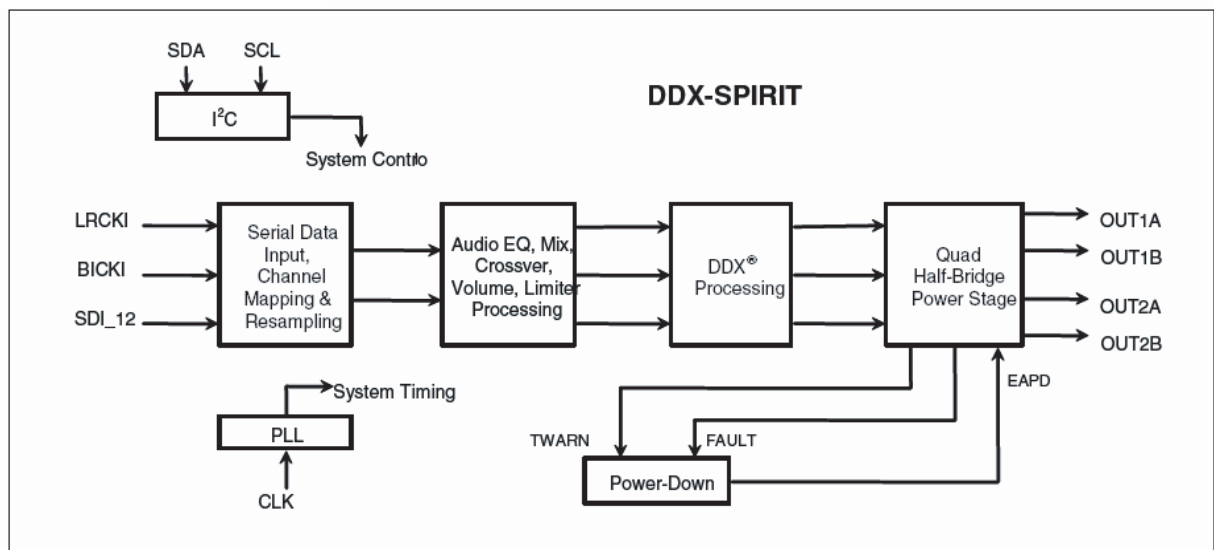 SDA
SCL
DDX-SPIRIT
I²C
System Contilo
LRCKI
BICKI
SDI_12
Serial Data
Input,
Channel
Mapping &
Resampling
Audio EQ, Mix,
Crossver,
Volume, Limiter
Processing
DDX®
Processing
Quad
Half-Bridge
Power Stage
OUT1A
OUT1B
OUT2A
OUT2B
System Timing
PLL
CLK
TWARN
FAULT
EAPD
Power-Down